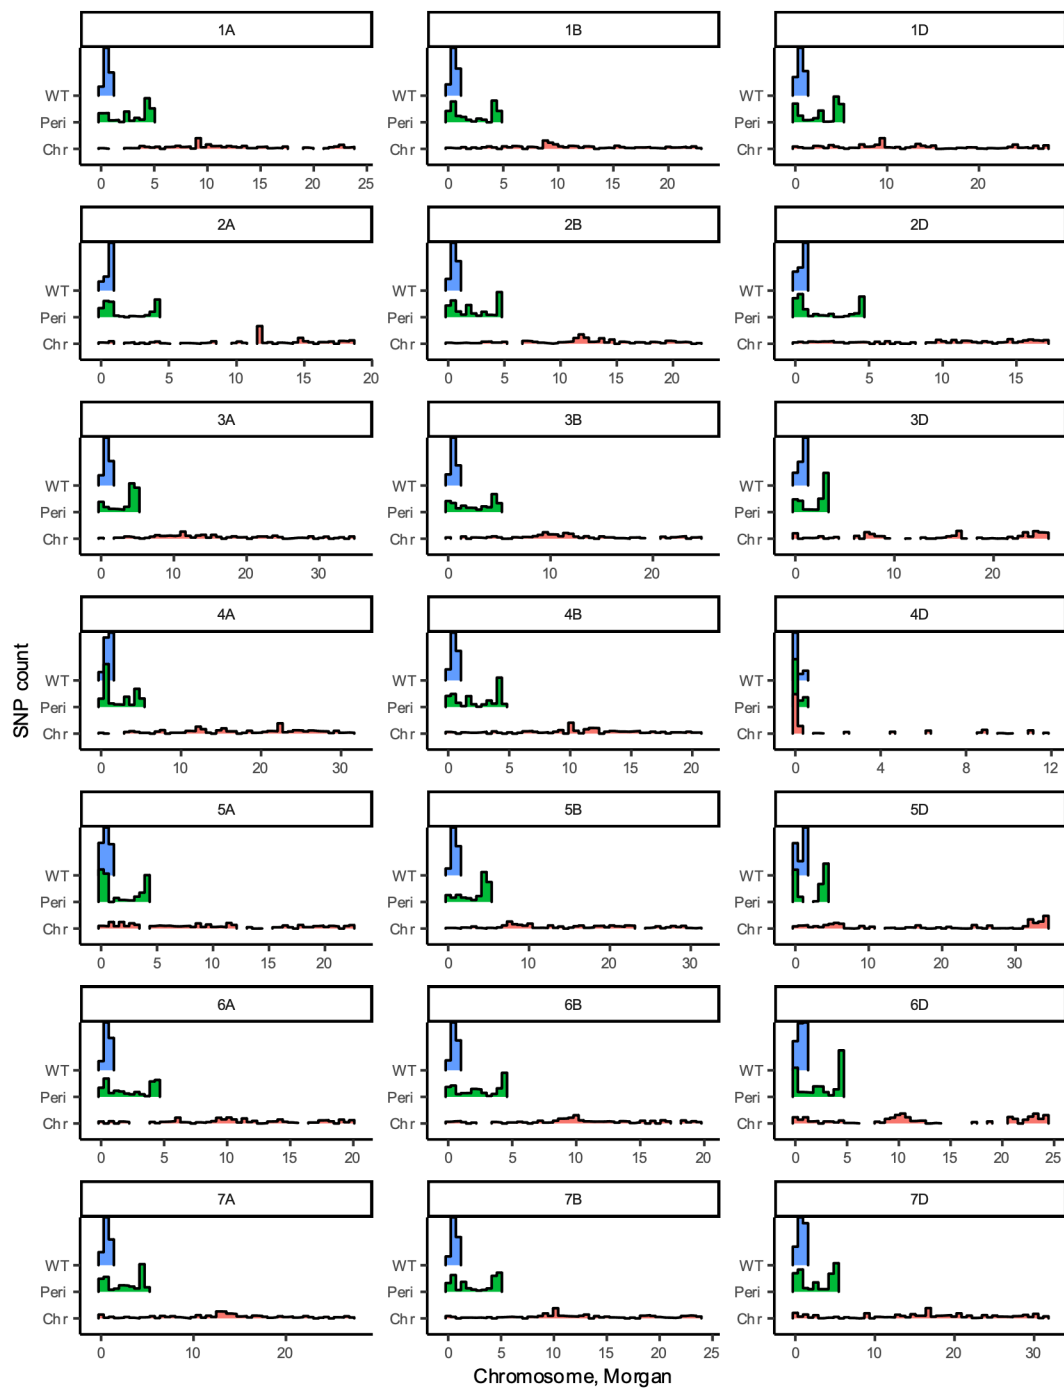 1A 1B 1D
WT WT WT
Peri Peri Peri
Chr Chr Chr
0 5 10 15 20 25 0 5 10 15 20 0 10 20
2A 2B 2D
WT WT WT
Peri Peri Peri
Chr Chr Chr
0 5 10 15 20 0 5 10 15 20 0 5 10 15
3A 3B 3D
WT WT WT
Peri Peri Peri
Chr Chr Chr
0 10 20 30 0 10 20 0 10 20
4A 4B 4D
WT WT WT
Peri Peri Peri
Chr Chr Chr
0 10 20 30 0 5 10 15 20 0 4 8 12
SNP count
5A 5B 5D
WT WT WT
Peri Peri Peri
Chr Chr Chr
0 5 10 15 20 0 10 20 30 0 10 20 30
6A 6B 6D
WT WT WT
Peri Peri Peri
Chr Chr Chr
0 5 10 15 20 0 5 10 15 20 0 5 10 15 20 25
7A 7B 7D
WT WT WT
Peri Peri Peri
Chr Chr Chr
0 10 20 0 5 10 15 20 25 0 10 20 30
Chromosome, Morgan